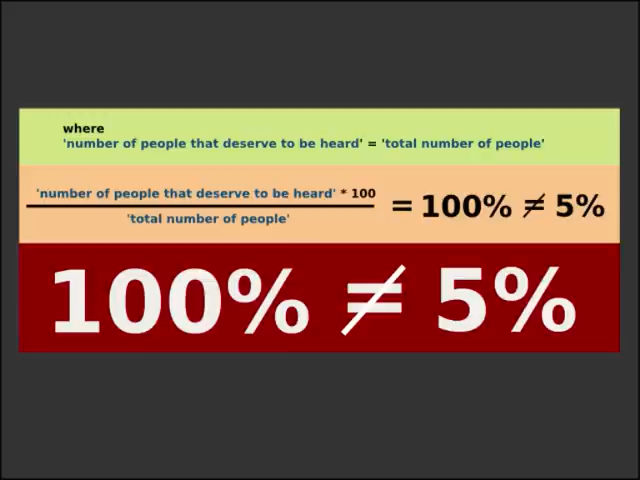 where
'number of people that deserve to be heard' = 'total number of people'
'number of people that deserve to be heard' * 100
'total number of people'
= 100% ≠ 5%
100% ≠ 5%